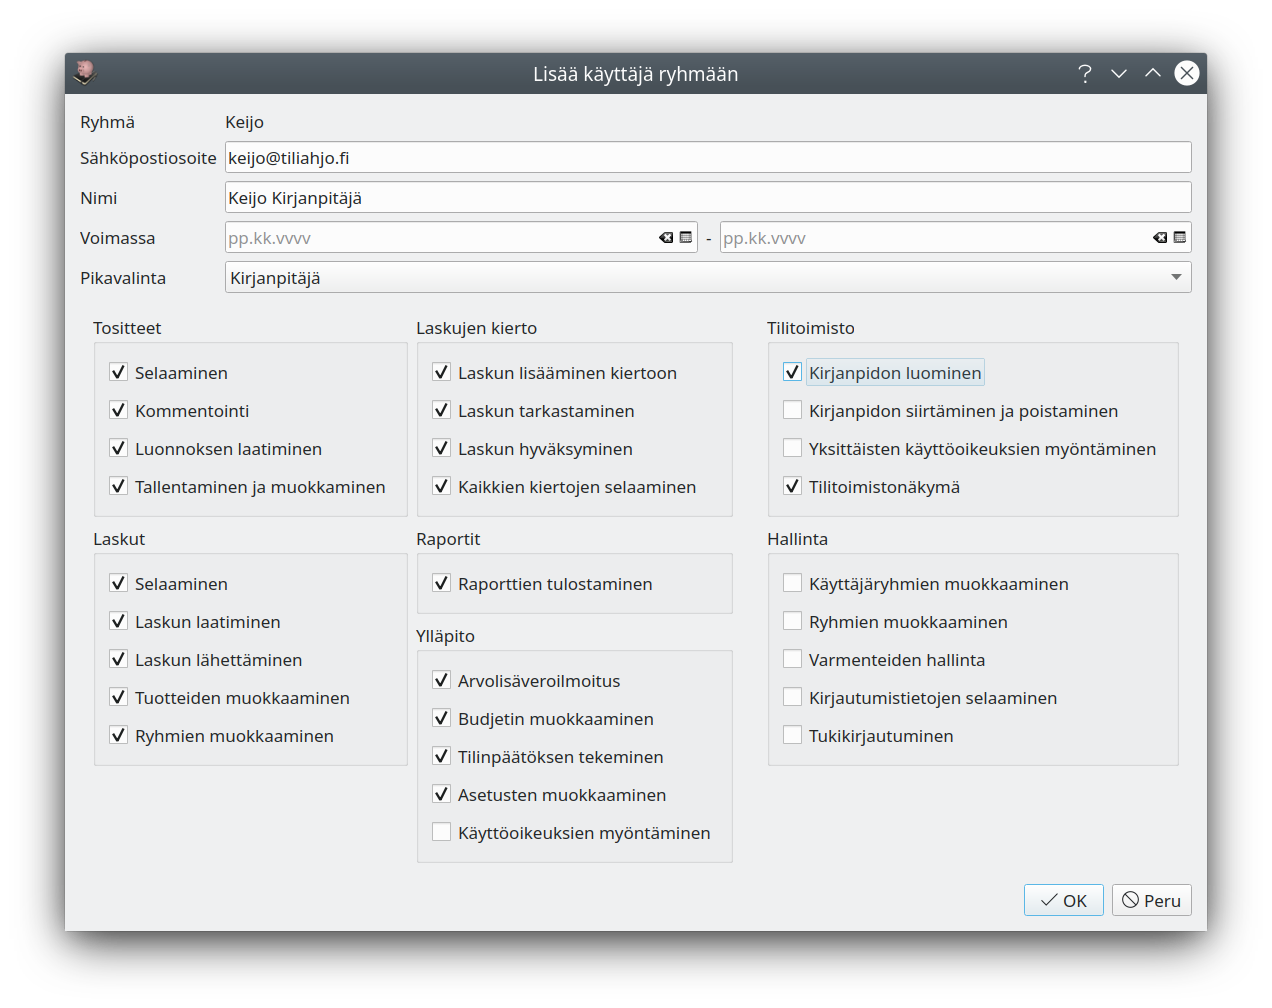 Lisää käyttäjä ryhmään
Ryhmä Keijo
Sähköpostiosoite keijo@tiliahjo.fi
Nimi Keijo Kirjanpitäjä
Voimassa pp.kk.vvvv - pp.kk.vvvv
Pikavalinta Kirjanpitäjä
Tositteet
Selaaminen
Kommentointi
Luonnoksen laatiminen
Tallentaminen ja muokkaminen
Laskujen kierto
Laskun lisääminen kiertoon
Laskun tarkastaminen
Laskun hyväksyminen
Kaikkien kiertojen selaaminen
Tilitoimisto
Kirjanpidon luominen
Kirjanpidon siirtäminen ja poistaminen
Yksittäisten käyttöoikeuksien myöntäminen
Tilitoimistonäkymä
Laskut
Selaaminen
Laskun laatiminen
Laskun lähettäminen
Tuotteiden muokkaaminen
Ryhmien muokkaaminen
Raportit
Raporttien tulostaminen
Ylläpito
Arvolisäveroilmoitus
Budjetin muokkaaminen
Tilinpäätöksen tekeminen
Asetusten muokkaaminen
Käyttöoikeuksien myöntäminen
Hallinta
Käyttäjäryhmien muokkaaminen
Ryhmien muokkaaminen
Varmenteiden hallinta
Kirjautumistietojen selaaminen
Tukikirjautuminen
OK Peru